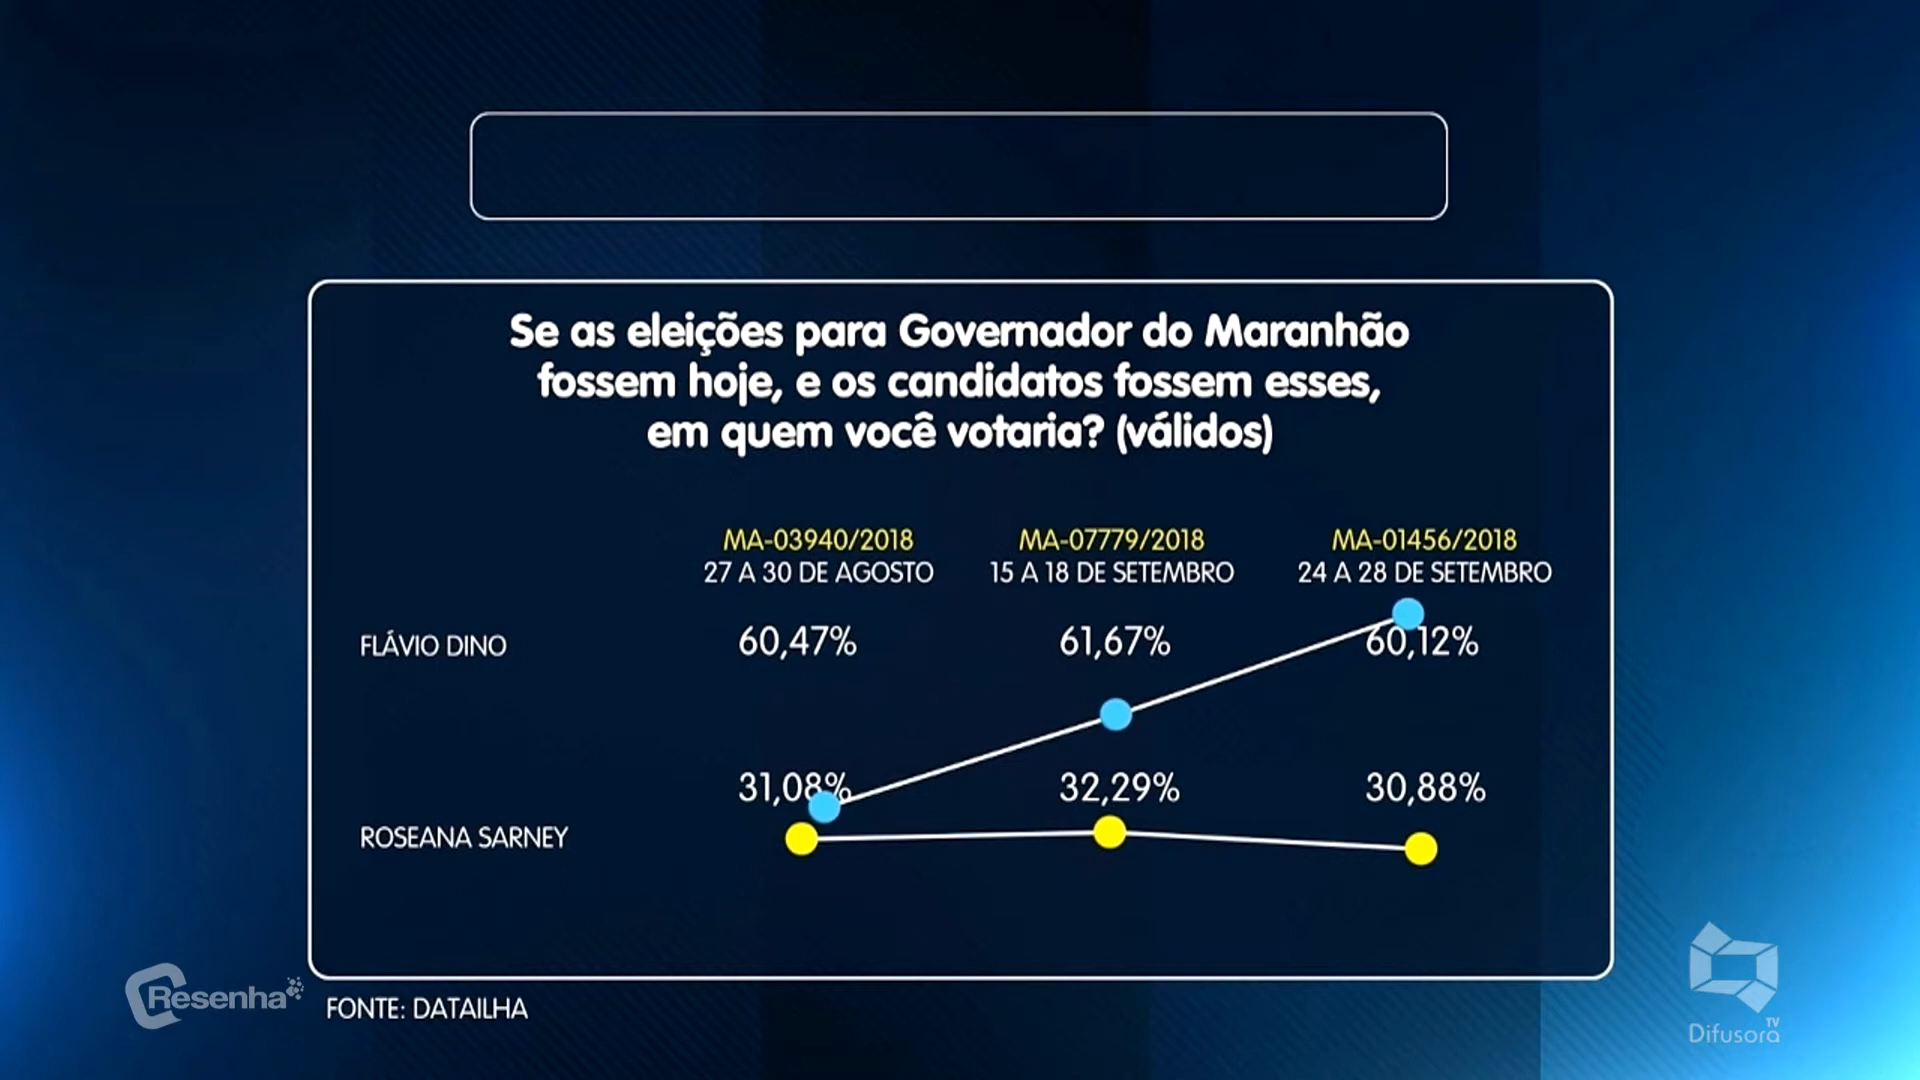 Se as eleições para Governador do Maranhão
fossem hoje, e os candidatos fossem esses,
em quem você votaria? (válidos)
MA-03940/2018 MA-07779/2018 MA-01456/2018
27 A 30 DE AGOSTO 15 A 18 DE SETEMBRO 24 A 28 DE SETEMBRO
FLÁVIO DINO 60,47% 61,67% 60,12%
31,08% 32,29% 30,88%
ROSEANA SARNEY
Resenha
FONTE: DATAILHA
TV
Difusora